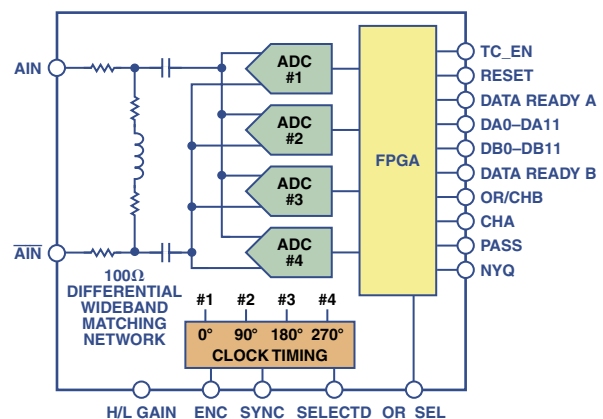 AIN
AIN
100Ω
DIFFERENTIAL
WIDEBAND
MATCHING
NETWORK
ADC
#1
ADC
#2
ADC
#3
ADC
#4
FPGA
TC_EN
RESET
DATA READY A
DA0–DA11
DB0–DB11
DATA READY B
OR/CHB
CHA
PASS
NYQ
#1 #2 #3 #4
0° 90° 180° 270°
CLOCK TIMING
H/L GAIN ENC SYNC SELECTD OR SEL